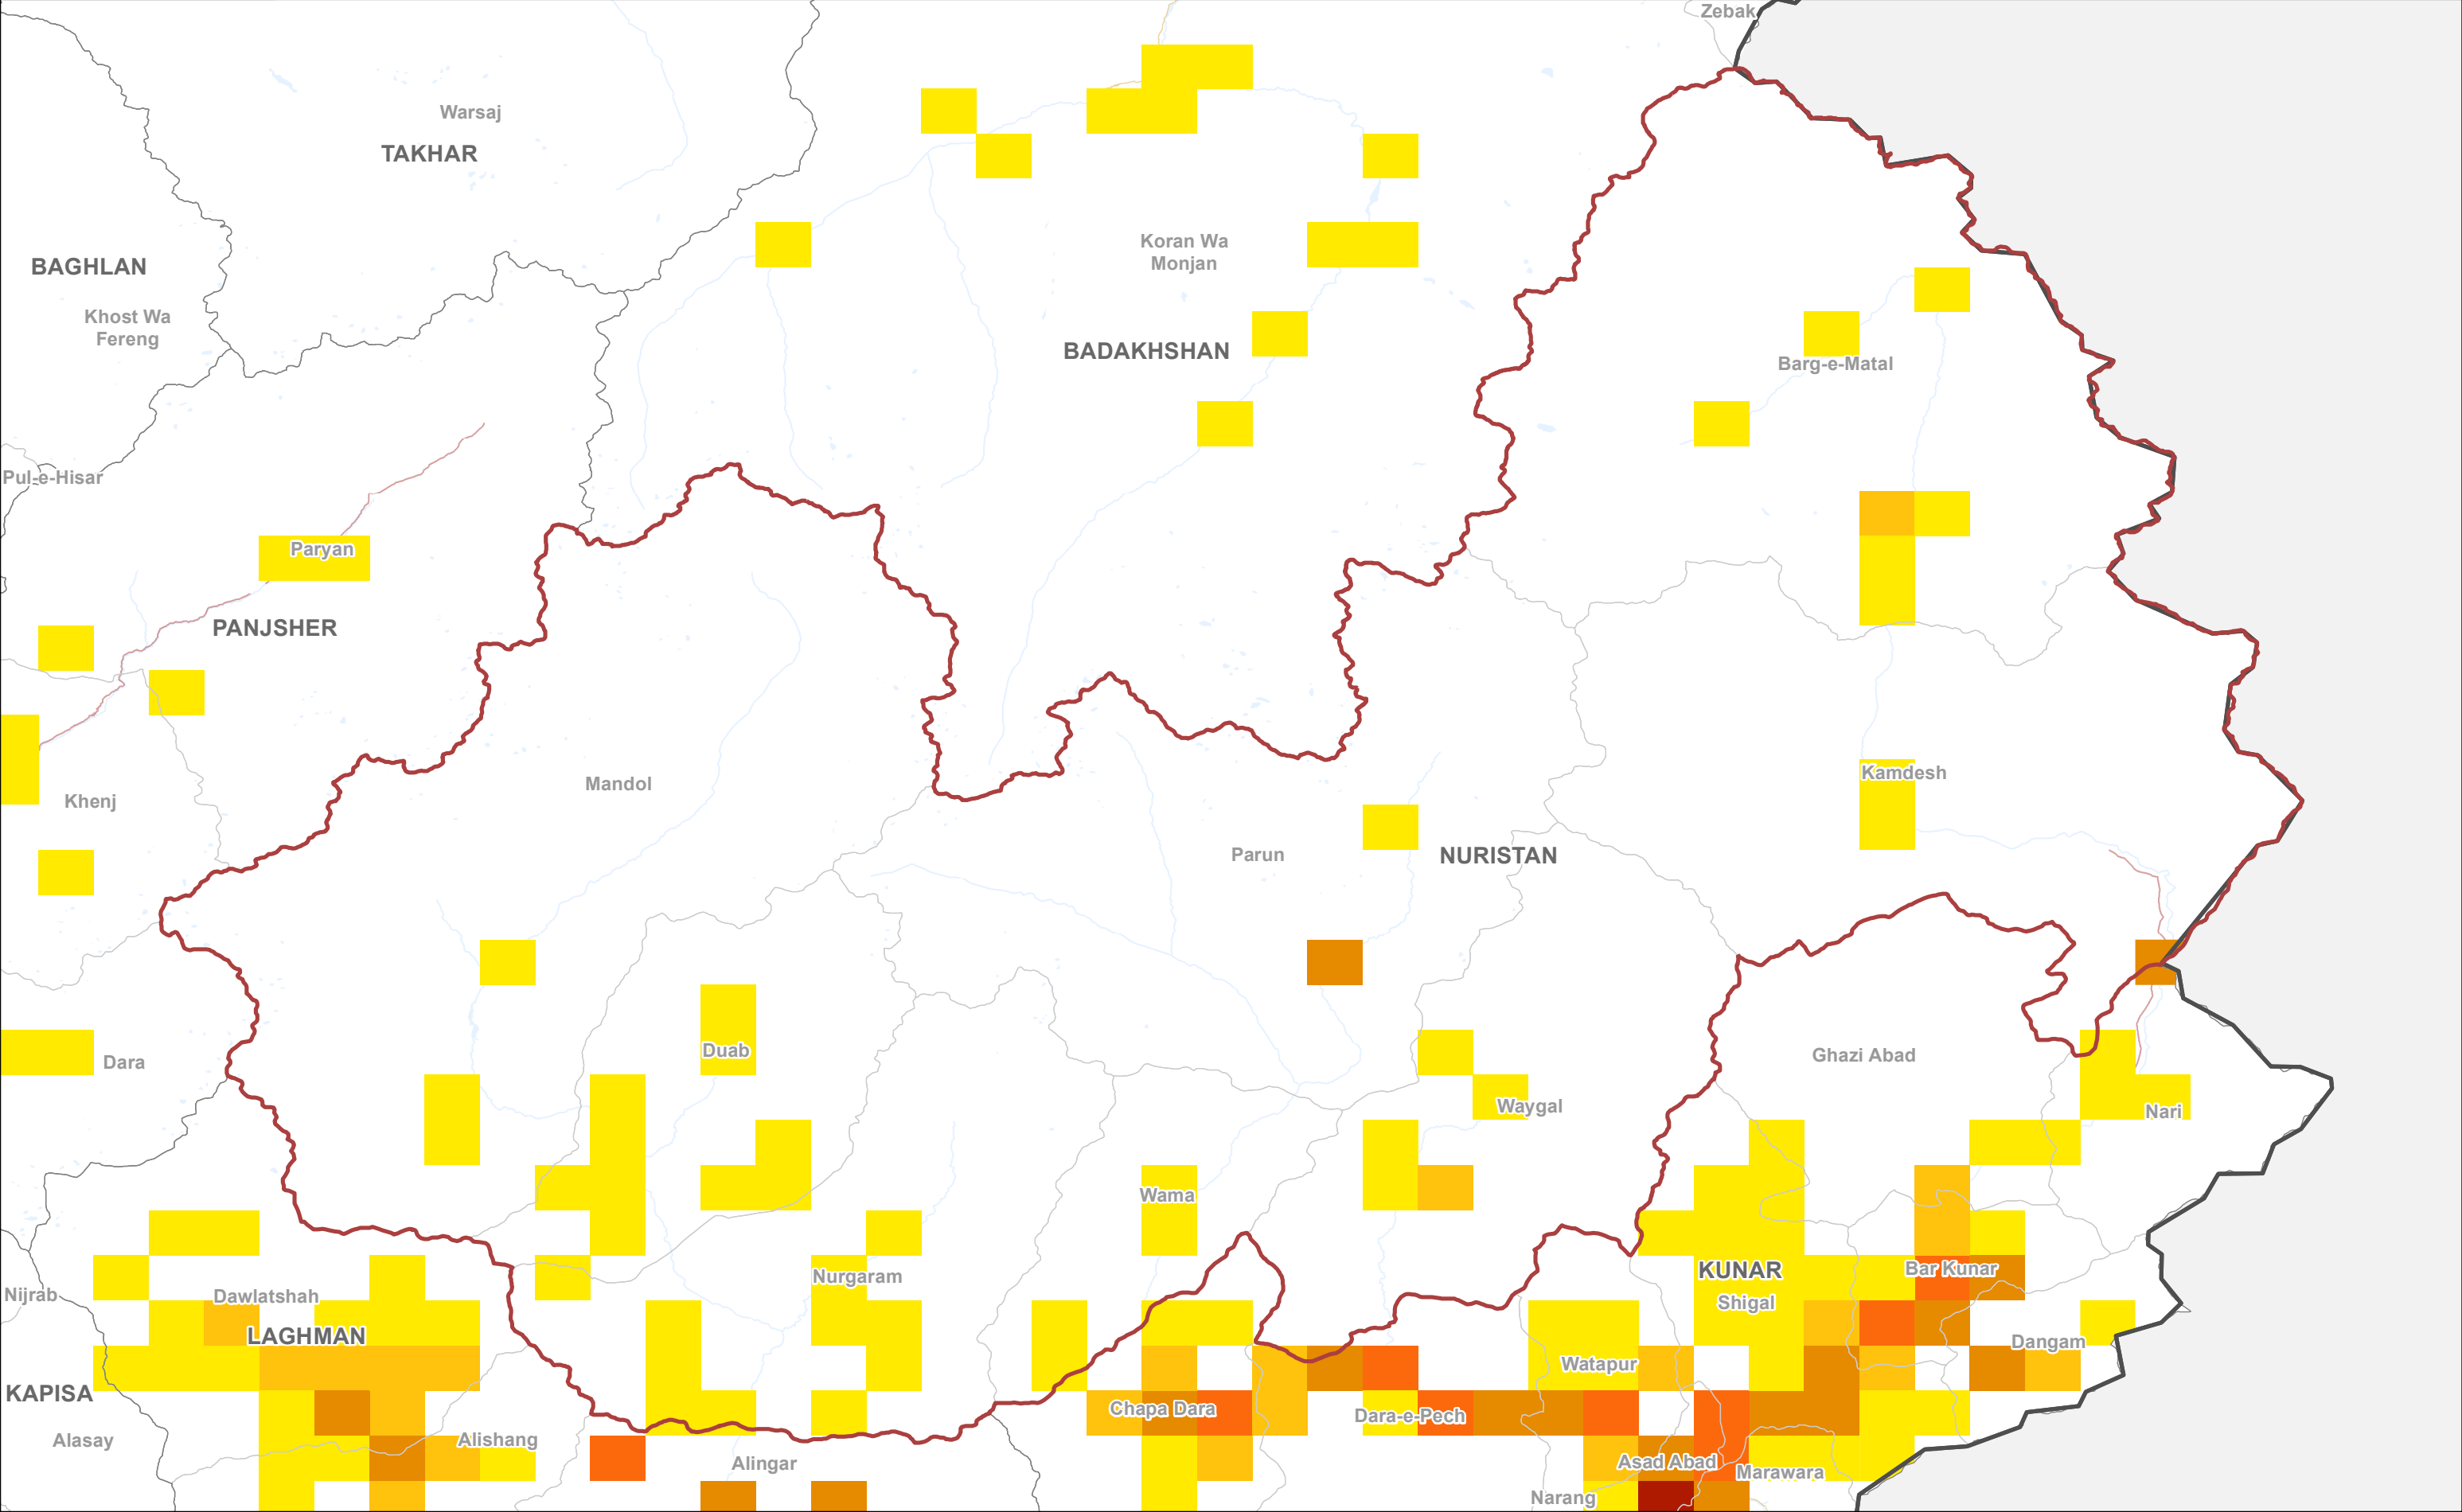 Zebak
Warsaj
TAKHAR
Koran Wa
Monjan
BAGHLAN
Khost Wa
Fereng
BADAKHSHAN
Barg-e-Matal
Pul-e-Hisar
Paryan
PANJSHER
Kamdesh
Mandol
Khenj
Parun
NURISTAN
Duab
Dara
Ghazi Abad
Waygal
Nari
Wama
Nijrab
Dawlatshah
Nurgaram
KUNAR
Bar Kunar
Shigal
LAGHMAN
Dangam
Watapur
KAPISA
Chapa Dara
Dara-e-Pech
Alasay
Alishang
Alingar
Asad Abad
Marawara
Narang